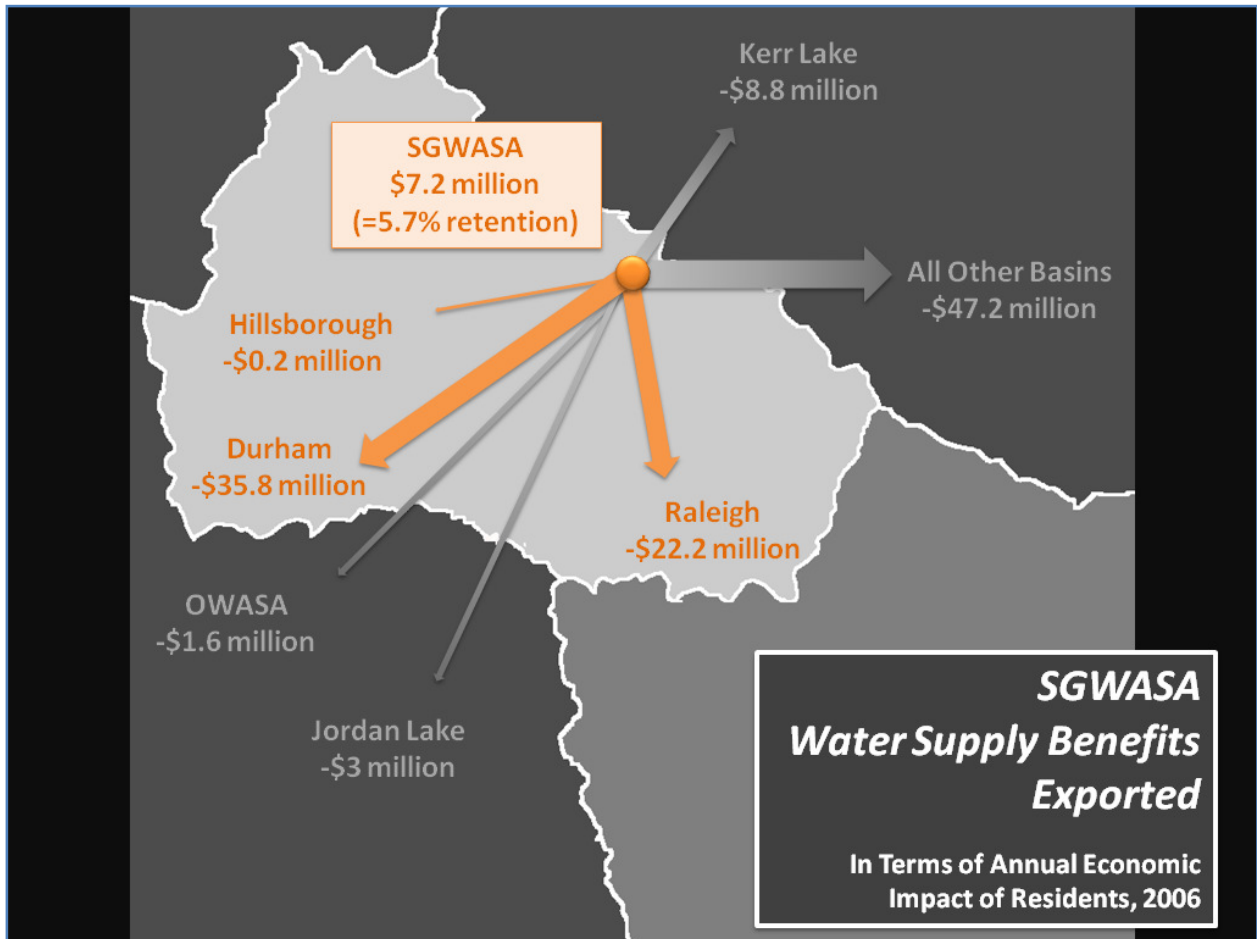 Kerr Lake
-$8.8 million
SGWASA
$7.2 million
(=5.7% retention)
All Other Basins
-$47.2 million
Hillsborough
-$0.2 million
Durham
-$35.8 million
Raleigh
-$22.2 million
OWASA
-$1.6 million
Jordan Lake
-$3 million
SGWASA
Water Supply Benefits
Exported
In Terms of Annual Economic
Impact of Residents, 2006